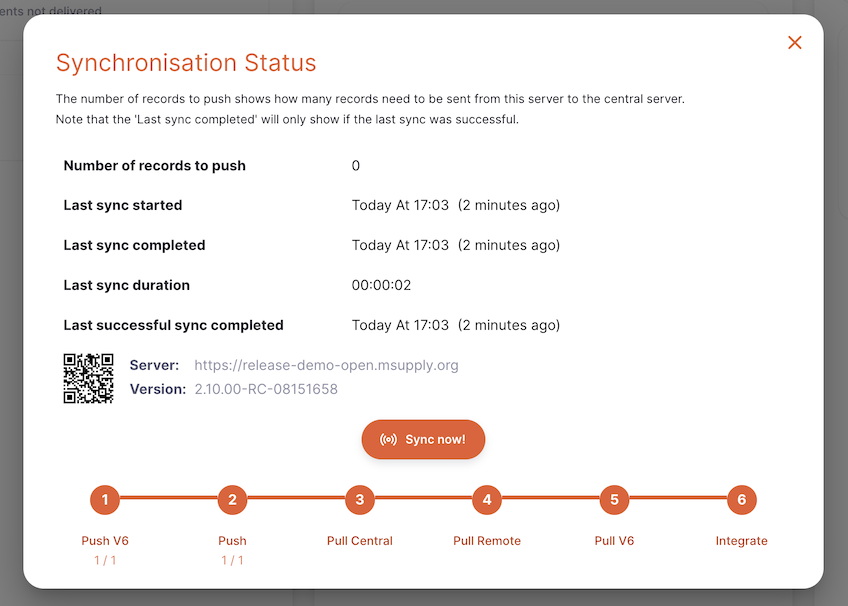 ents not delivered
Synchronisation Status
The number of records to push shows how many records need to be sent from this server to the central server.
Note that the 'Last sync completed' will only show if the last sync was successful.
Number of records to push 0
Last sync started Today At 17:03 (2 minutes ago)
Last sync completed Today At 17:03 (2 minutes ago)
Last sync duration 00:00:02
Last successful sync completed Today At 17:03 (2 minutes ago)
Server: https://release-demo-open.msupply.org
Version: 2.10.00-RC-08151658
Sync now!
1 2 3 4 5 6
Push V6 Push Pull Central Pull Remote Pull V6 Integrate
1 / 1 1 / 1